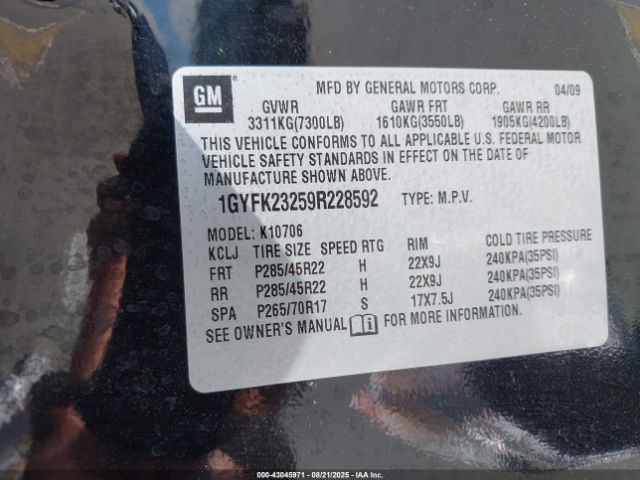 GM
MFD BY GENERAL MOTORS CORP. 04/09
GVWR GAWR FRT GAWR RR
3311KG(7300LB) 1610KG(3550LB) 1905KG(4200LB)
THIS VEHICLE CONFORMS TO ALL APPLICABLE U.S. FEDERAL MOTOR
VEHICLE SAFETY STANDARDS IN EFFECT ON THE DATE OF
MANUFACTURE SHOWN ABOVE.
1GYFK23259R228592 TYPE: M.P.V.
MODEL: K10706
KCLJ TIRE SIZE SPEED RTG RIM COLD TIRE PRESSURE
FRT P285/45R22 H 22X9J 240KPA(35PSI)
RR P285/45R22 H 22X9J 240KPA(35PSI)
SPA P265/70R17 S 17X7.5J 240KPA(35PSI)
SEE OWNER'S MANUAL i FOR MORE INFORMATION.
000-43045971 - 08/21/2025 - IAAI.COM